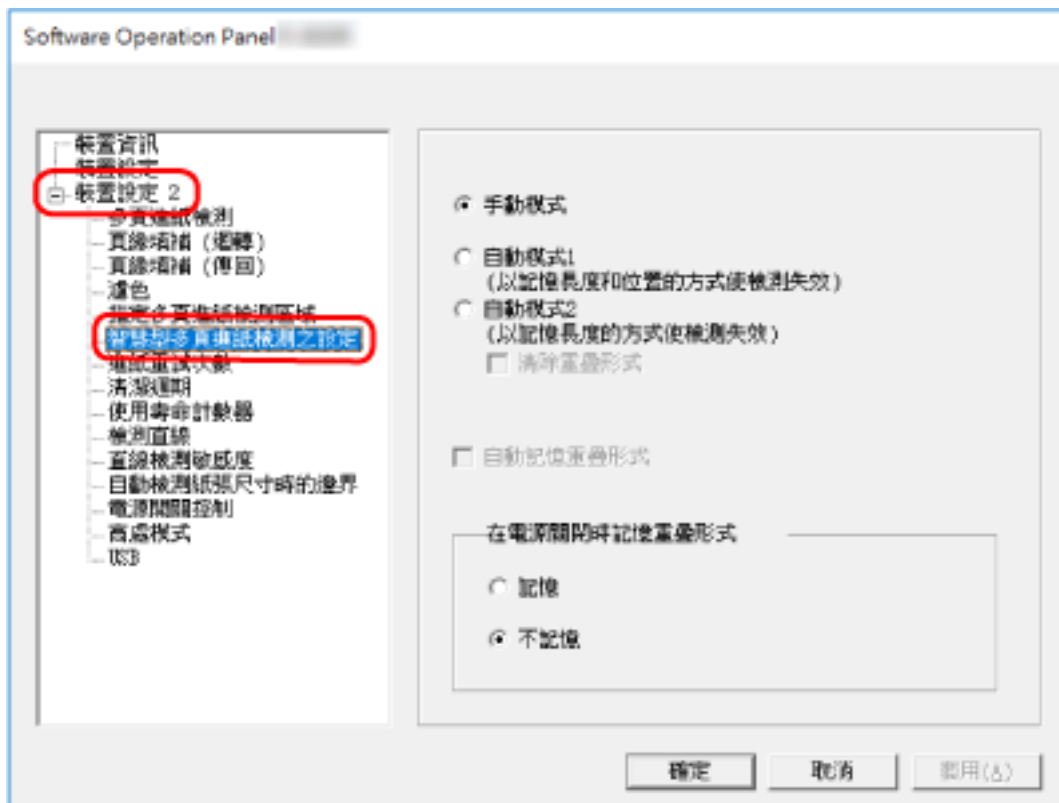 Software Operation Panel
裝置資訊
裝置設定
裝置設定 2
多頁進紙檢測
頁緣填補 (迴轉)
頁緣填補 (傳回)
濾色
指定多頁進紙檢測區域
智慧型多頁進紙檢測之設定
進紙重試次數
清潔週期
使用壽命計數器
檢測直線
直線檢測敏感度
自動檢測紙張尺寸時的邊界
電源開關控制
高處模式
USB
手動模式
自動模式1
(以記憶長度和位置的方式使檢測失效)
自動模式2
(以記憶長度的方式使檢測失效)
清除重疊形式
自動記憶重疊形式
在電源關閉時記憶重疊形式
記憶
不記憶
確定
取消
套用(A)